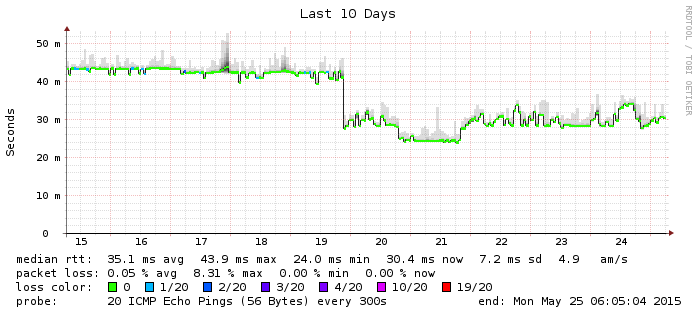 Last 10 Days
RRDTOOL / TOBI OETIKER
Seconds
50 m
40 m
30 m
20 m
10 m
0
15 16 17 18 19 20 21 22 23 24
median rtt: 35.1 ms avg 43.9 ms max 24.0 ms min 30.4 ms now 7.2 ms sd 4.9 am/s
packet loss: 0.05 % avg 8.31 % max 0.00 % min 0.00 % now
loss color: 0 1/20 2/20 3/20 4/20 10/20 19/20
probe: 20 ICMP Echo Pings (56 Bytes) every 300s end: Mon May 25 06:05:04 2015